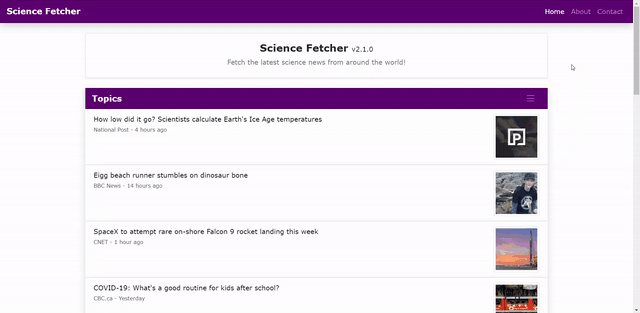 Science Fetcher
Home About Contact
Science Fetcher v2.1.0
Fetch the latest science news from around the world!
Topics
How low did it go? Scientists calculate Earth's Ice Age temperatures
National Post - 4 hours ago
P
Eigg beach runner stumbles on dinosaur bone
BBC News - 14 hours ago
SpaceX to attempt rare on-shore Falcon 9 rocket landing this week
CNET - 1 hour ago
COVID-19: What's a good routine for kids after school?
CBC.ca - Yesterday